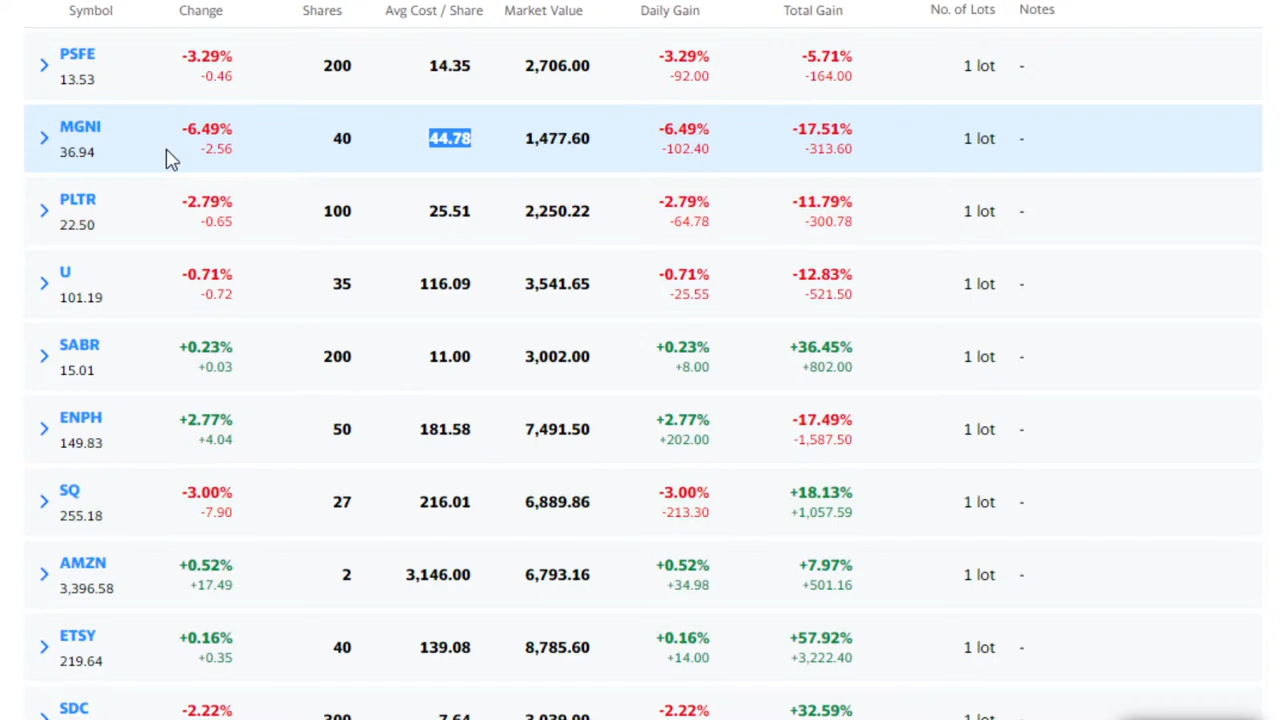 Symbol Change Shares Avg Cost / Share Market Value Daily Gain Total Gain No. of Lots Notes
PSFE -3.29% 200 14.35 2,706.00 -3.29% -5.71% 1 lot -
13.53 -0.46 -92.00 -164.00
MGNI -6.49% 40 44.78 1,477.60 -6.49% -17.51% 1 lot -
36.94 -2.56 -102.40 -313.60
PLTR -2.79% 100 25.51 2,250.22 -2.79% -11.79% 1 lot -
22.50 -0.65 -64.78 -300.78
U -0.71% 35 116.09 3,541.65 -0.71% -12.83% 1 lot -
101.19 -0.72 -25.55 -521.50
SABR +0.23% 200 11.00 3,002.00 +0.23% +36.45% 1 lot -
15.01 +0.03 +8.00 +802.00
ENPH +2.77% 50 181.58 7,491.50 +2.77% -17.49% 1 lot -
149.83 +4.04 +202.00 -1,587.50
SQ -3.00% 27 216.01 6,889.86 -3.00% +18.13% 1 lot -
255.18 -7.90 -213.30 +1,057.59
AMZN +0.52% 2 3,146.00 6,793.16 +0.52% +7.97% 1 lot -
3,396.58 +17.49 +34.98 +501.16
ETSY +0.16% 40 139.08 8,785.60 +0.16% +57.92% 1 lot -
219.64 +0.35 +14.00 +3,222.40
SDC -2.22% 300 7.64 3,039.00 -2.22% +32.59% 1 lot -